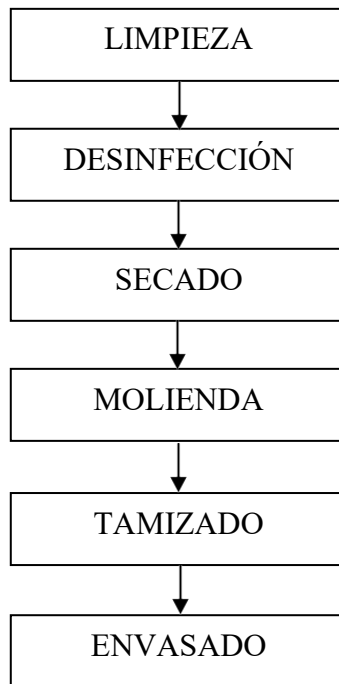 LIMPIEZA
DESINFECCIÓN
SECADO
MOLIENDA
TAMIZADO
ENVASADO